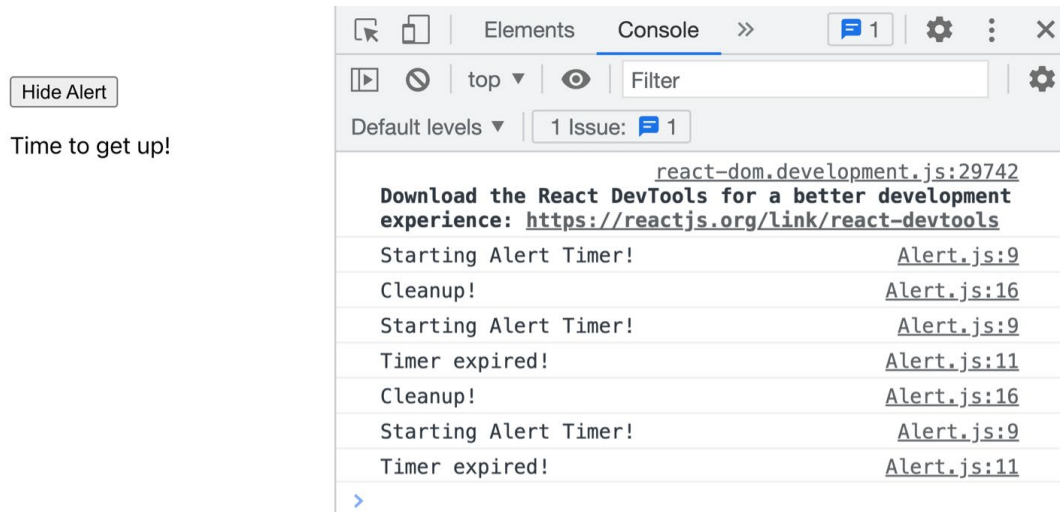 Elements Console 1
top Filter
Hide Alert
Time to get up!
Default levels 1 Issue: 1
react-dom.development.js:29742
Download the React DevTools for a better development
experience: https://reactjs.org/link/react-devtools
Starting Alert Timer! Alert.js:9
Cleanup! Alert.js:16
Starting Alert Timer! Alert.js:9
Timer expired! Alert.js:11
Cleanup! Alert.js:16
Starting Alert Timer! Alert.js:9
Timer expired! Alert.js:11